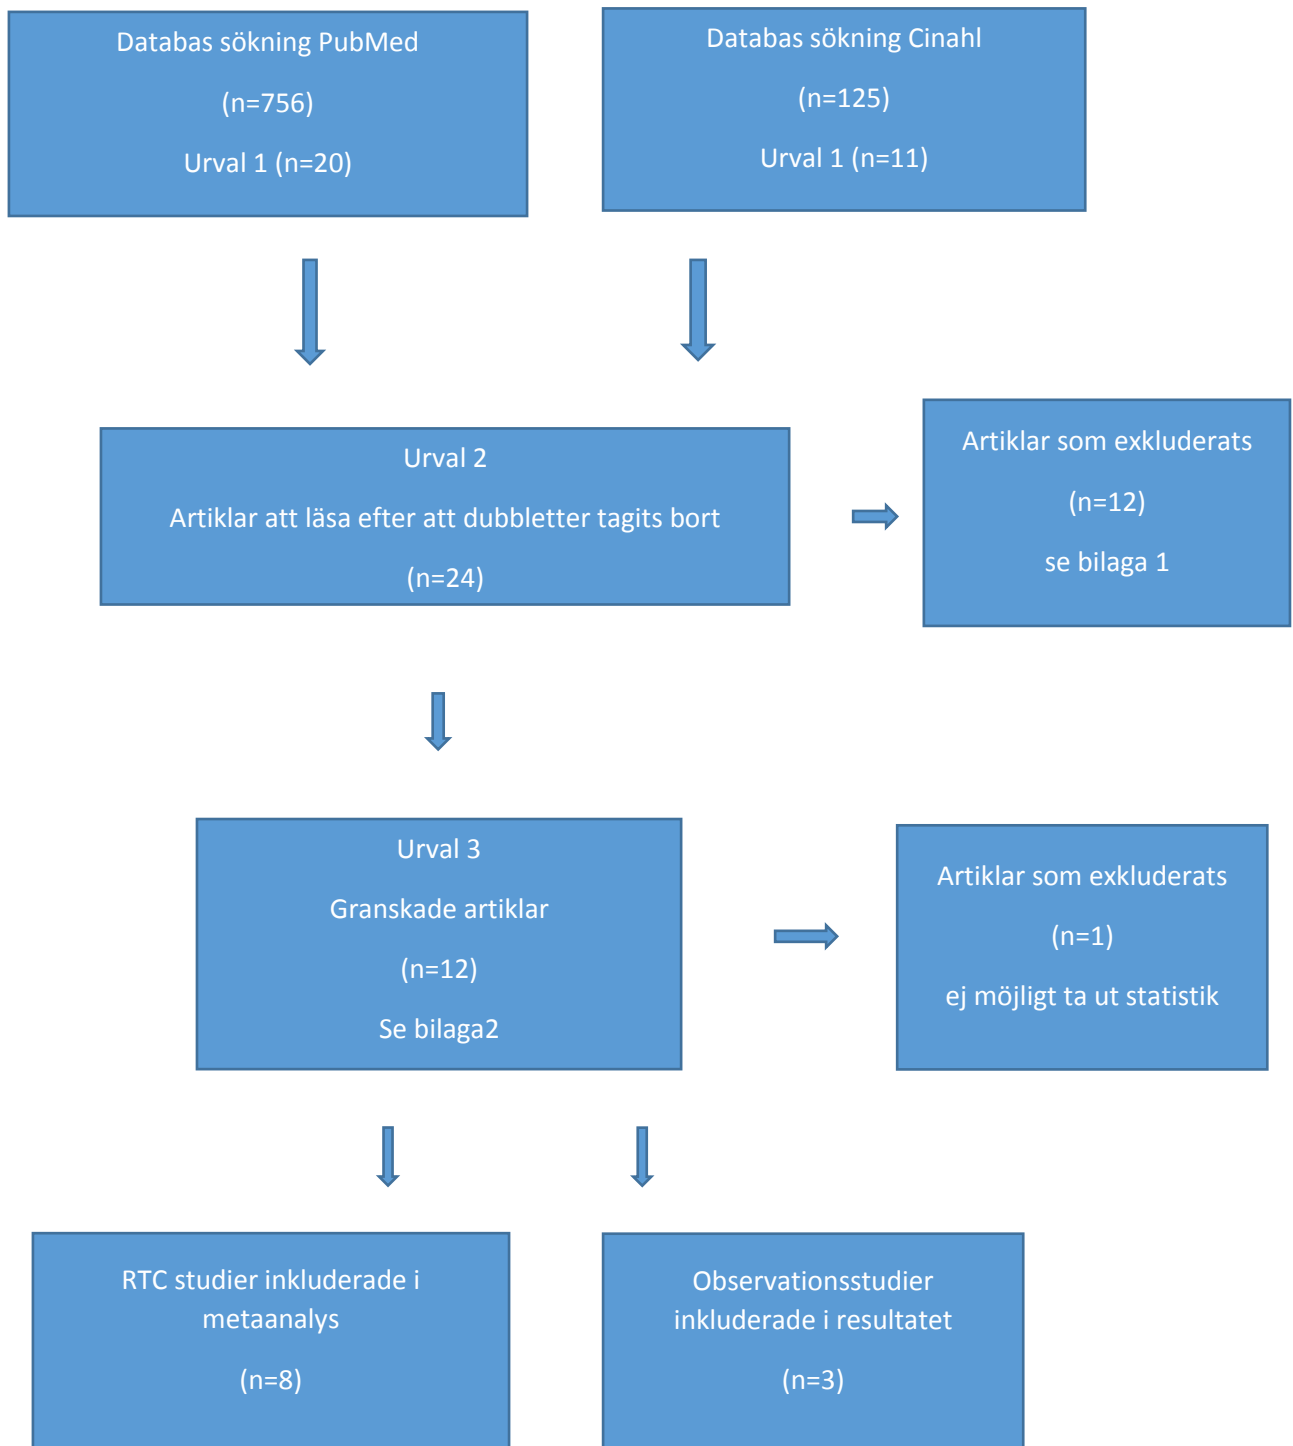 Databas sökning PubMed
(n=756)
Urval 1 (n=20)
Databas sökning Cinahl
(n=125)
Urval 1 (n=11)
Urval 2
Artiklar att läsa efter att dubbletter tagits bort
(n=24)
Artiklar som exkluderats
(n=12)
se bilaga 1
Urval 3
Granskade artiklar
(n=12)
Se bilaga2
Artiklar som exkluderats
(n=1)
ej möjligt ta ut statistik
RTC studier inkluderade i
metaanalys
(n=8)
Observationsstudier
inkluderade i resultatet
(n=3)